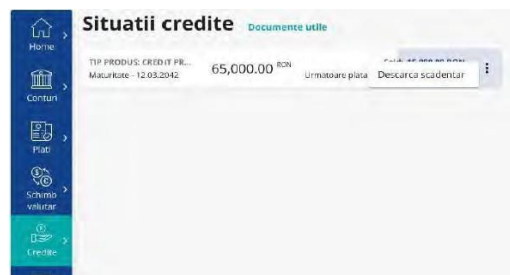 Situatii credite Documente utile
Home
TIP PRODUS: CREDIT PR...
Maturitate - 12.03.2042
65,000.00 RON
Urmatoare plata
Descarca scadentar
Conturi
Plati
Schimb
valutar
Credite